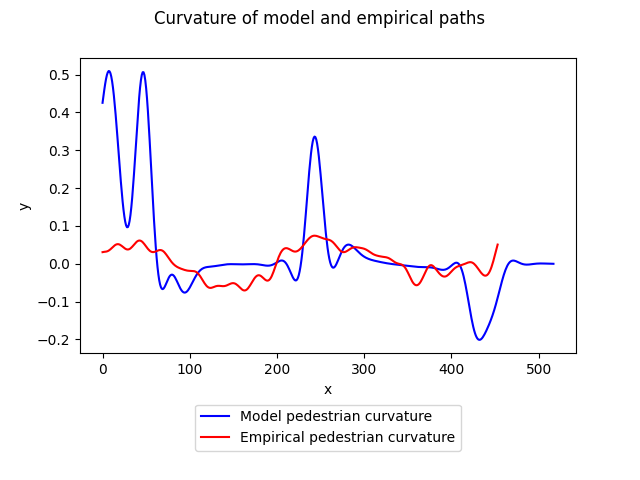 Curvature of model and empirical paths
0.5
0.4
0.3
0.2
0.1
0.0
−0.1
−0.2
y
0 100 200 300 400 500
x
Model pedestrian curvature
Empirical pedestrian curvature